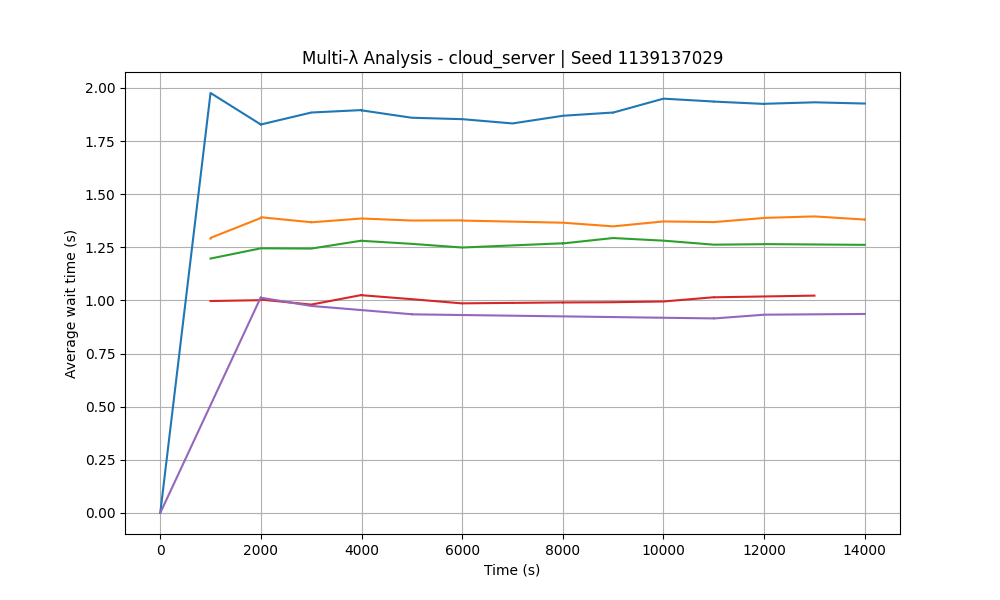 Multi-λ Analysis - cloud_server | Seed 1139137029
2.00
1.75
1.50
1.25
1.00
0.75
0.50
0.25
0.00
Average wait time (s)
0 2000 4000 6000 8000 10000 12000 14000
Time (s)